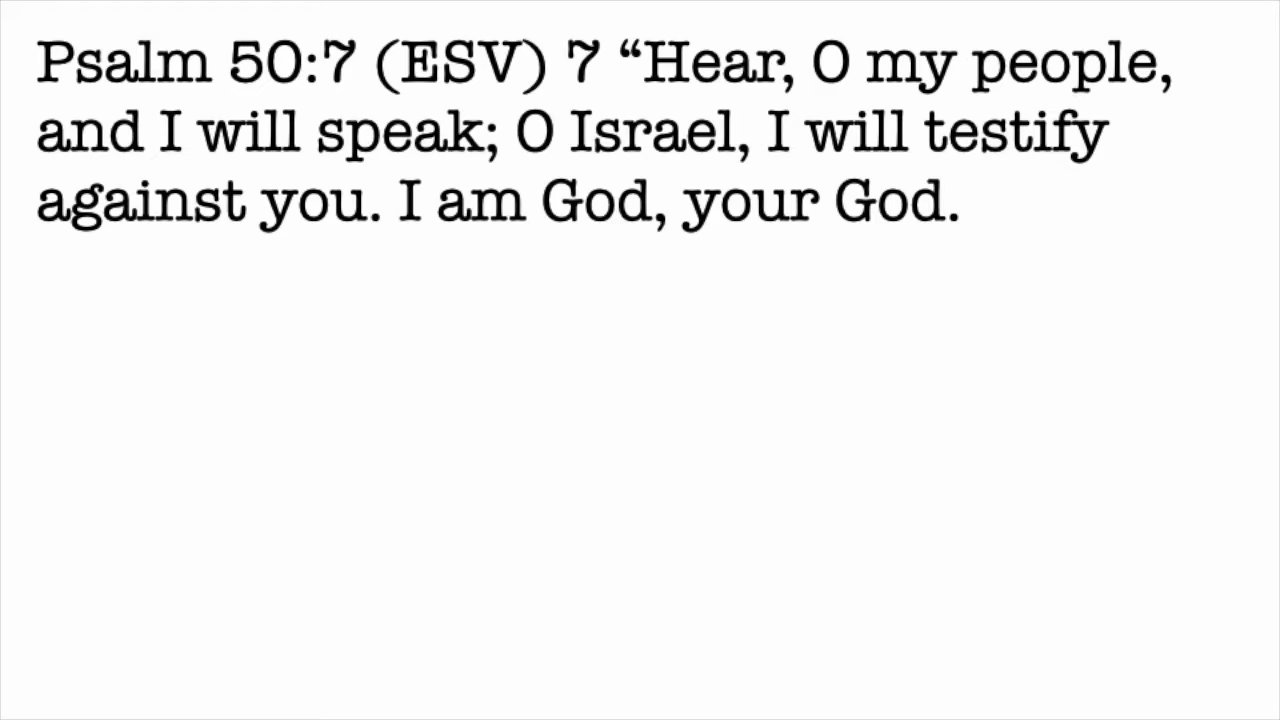 Psalm 50:7 (ESV) 7 “Hear, O my people,
and I will speak; O Israel, I will testify
against you. I am God, your God.